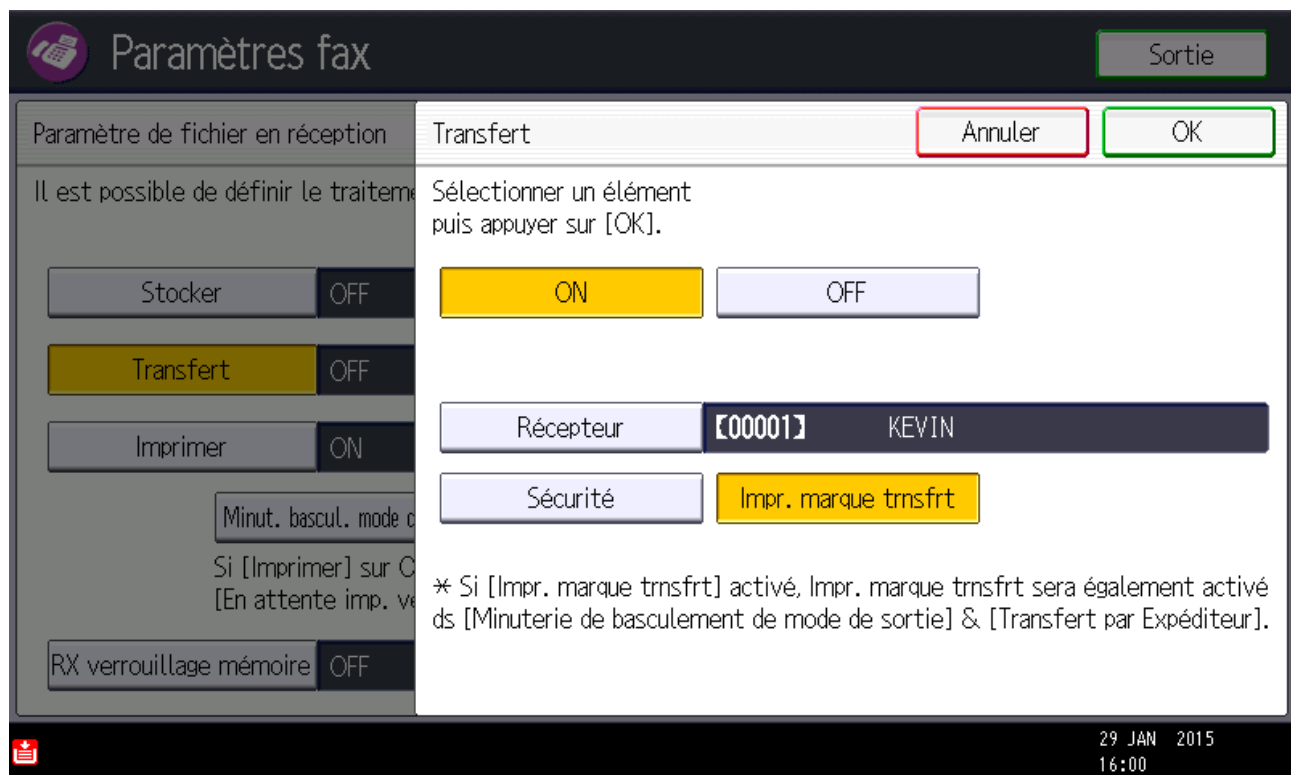 Paramètres fax
Sortie
Paramètre de fichier en réception
Il est possible de définir le traiteme
Stocker OFF
Transfert OFF
Imprimer ON
Minut. bascul. mode d
Si [Imprimer] sur O
[En attente imp. ve
RX verrouillage mémoire OFF
Transfert
Annuler
OK
Sélectionner un élément
puis appuyer sur [OK].
ON OFF
Récepteur 【00001】 KEVIN
Sécurité Impr. marque trnsfrt
* Si [Impr. marque trnsfrt] activé, Impr. marque trnsfrt sera également activé
ds [Minuterie de basculement de mode de sortie] & [Transfert par Expéditeur].
29 JAN 2015
16:00